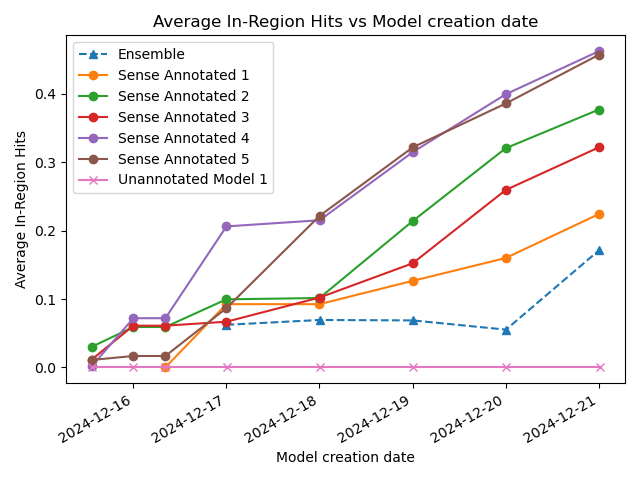 Average In-Region Hits vs Model creation date
Ensemble
Sense Annotated 1
Sense Annotated 2
Sense Annotated 3
Sense Annotated 4
Sense Annotated 5
Unannotated Model 1
Average In-Region Hits
0.4
0.3
0.2
0.1
0.0
2024-12-16
2024-12-17
2024-12-18
2024-12-19
2024-12-20
2024-12-21
Model creation date